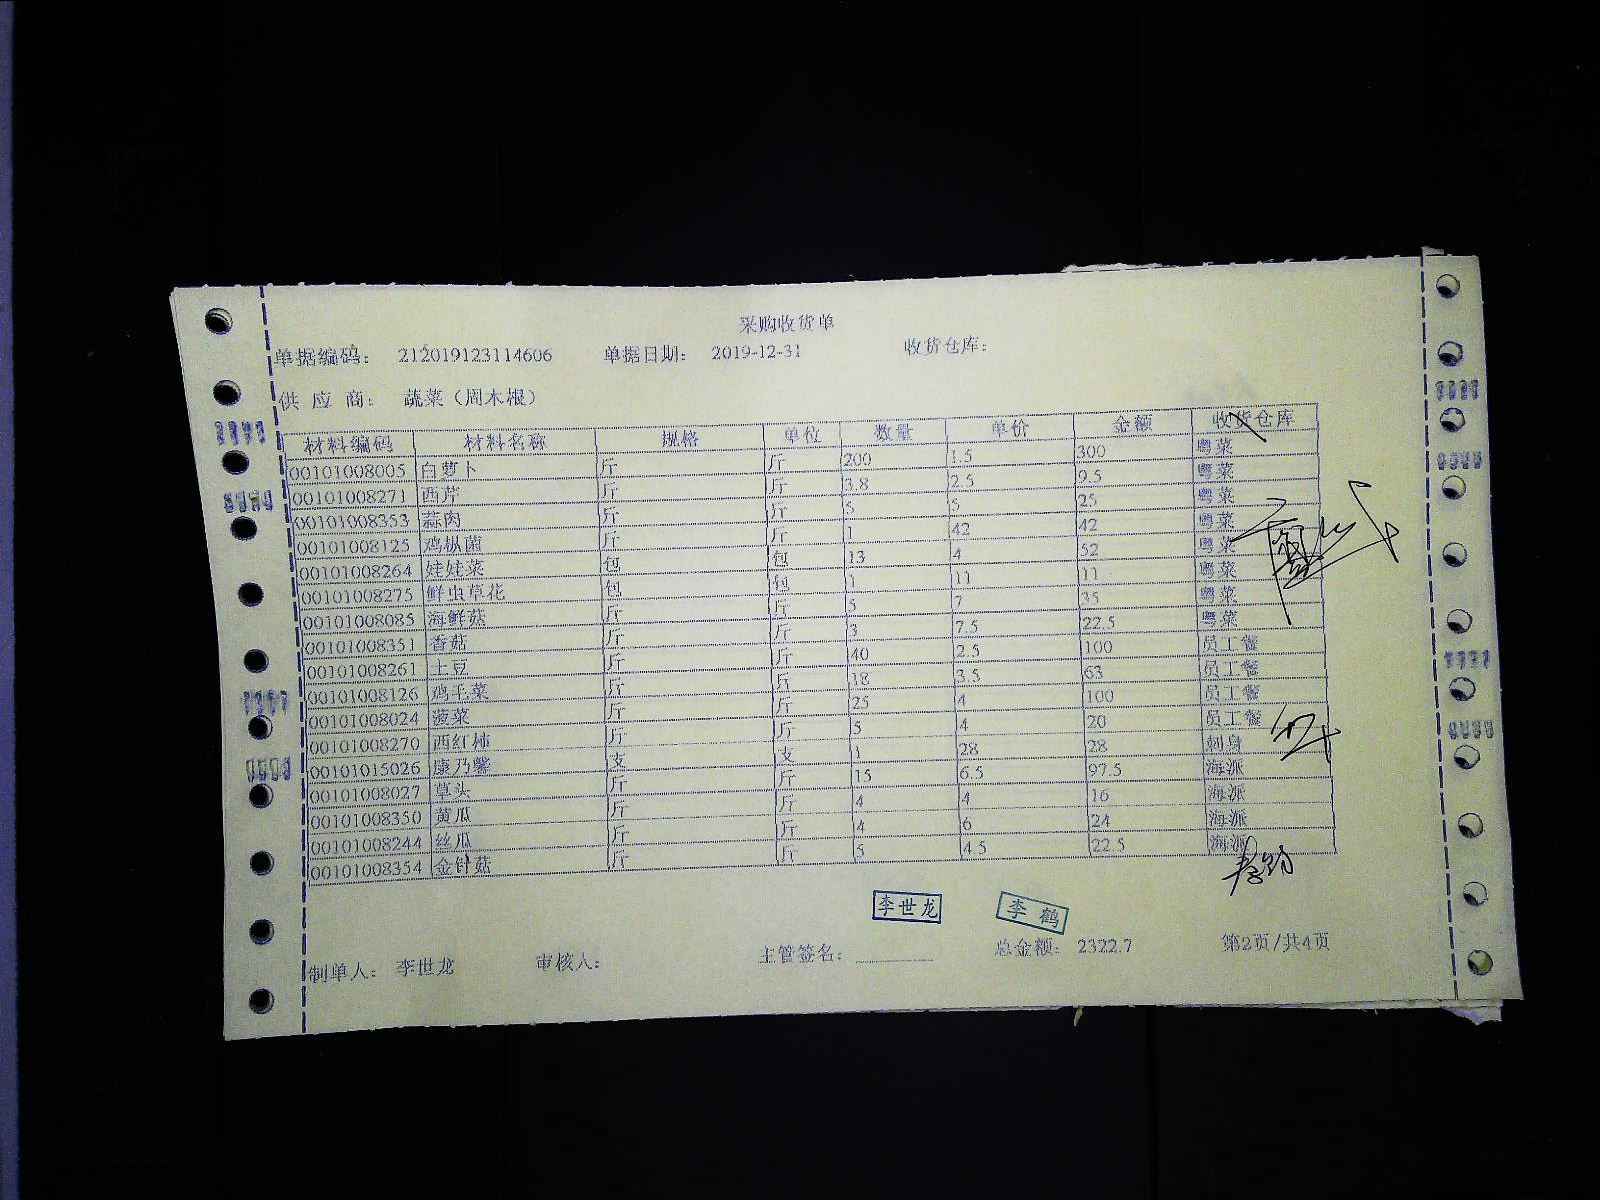 采购收货单
单据编码： 212019123114606 单据日期： 2019-12-31 收货仓库：
供 应 商： 蔬菜（周木根）
材料编码 材料名称 规格 单位 数量 单价 金额 收货仓库
00101008005 白萝卜 斤 斤 200 1.5 300 粤菜
00101008271 西芹 斤 斤 3.8 2.5 9.5 粤菜
00101008353 蒜肉 斤 斤 5 5 25 粤菜
00101008125 鸡枞菌 斤 斤 1 42 42 粤菜
00101008264 娃娃菜 包 包 13 4 52 粤菜
00101008275 鲜虫草花 包 包 1 11 11 粤菜
00101008085 海鲜菇 斤 斤 5 7 35 粤菜
00101008351 香菇 斤 斤 3 7.5 22.5 粤菜
00101008261 土豆 斤 斤 40 2.5 100 员工餐
00101008126 鸡毛菜 斤 斤 18 3.5 63 员工餐
00101008024 菠菜 斤 斤 25 4 100 员工餐
00101008270 西红柿 斤 斤 5 4 20 员工餐
00101015026 康乃馨 支 支 1 28 28 刺身
00101008027 草头 斤 斤 15 6.5 97.5 海派
00101008350 黄瓜 斤 斤 4 4 16 海派
00101008244 丝瓜 斤 斤 4 6 24 海派
00101008354 金针菇 斤 斤 5 4.5 22.5 海派
李世龙 李鹤
制单人： 李世龙 审核人： 主管签名： 总金额： 2322.7 第2页/共4页